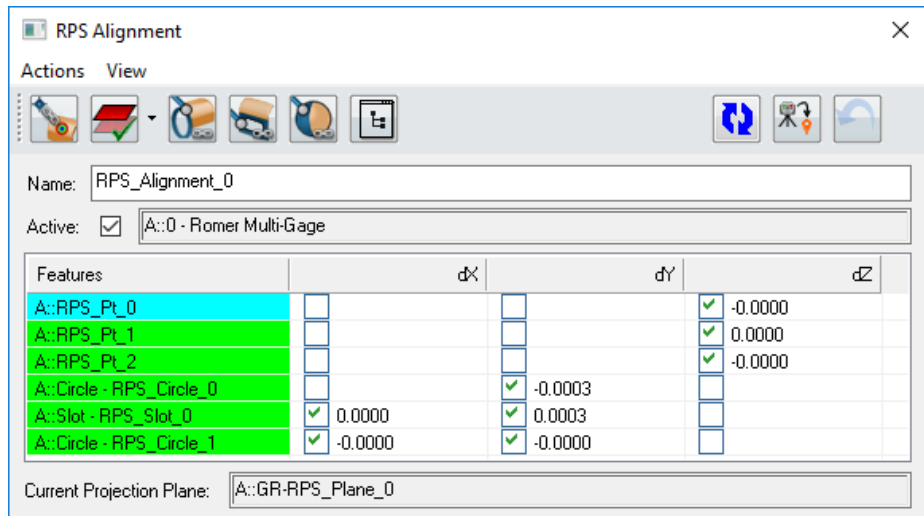 RPS Alignment
Actions View
Name: RPS_Alignment_0
Active: A::0 - Romer Multi-Gage
Features dX dY dZ
A::RPS_Pt_0 -0.0000
A::RPS_Pt_1 0.0000
A::RPS_Pt_2 -0.0000
A::Circle - RPS_Circle_0 -0.0003
A::Slot - RPS_Slot_0 0.0000 0.0003
A::Circle - RPS_Circle_1 -0.0000 -0.0000
Current Projection Plane: A::GR-RPS_Plane_0